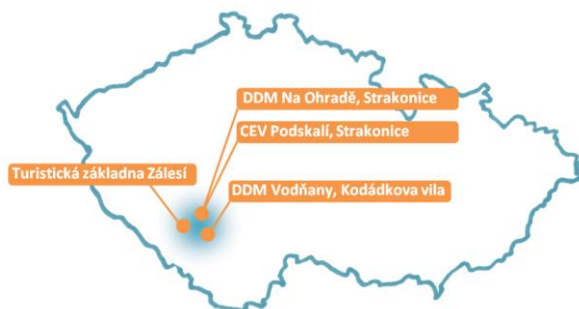 DDM Na Ohradě, Strakonice
CEV Podskalí, Strakonice
Turistická základna Zálesí
DDM Vodňany, Kodádkova vila